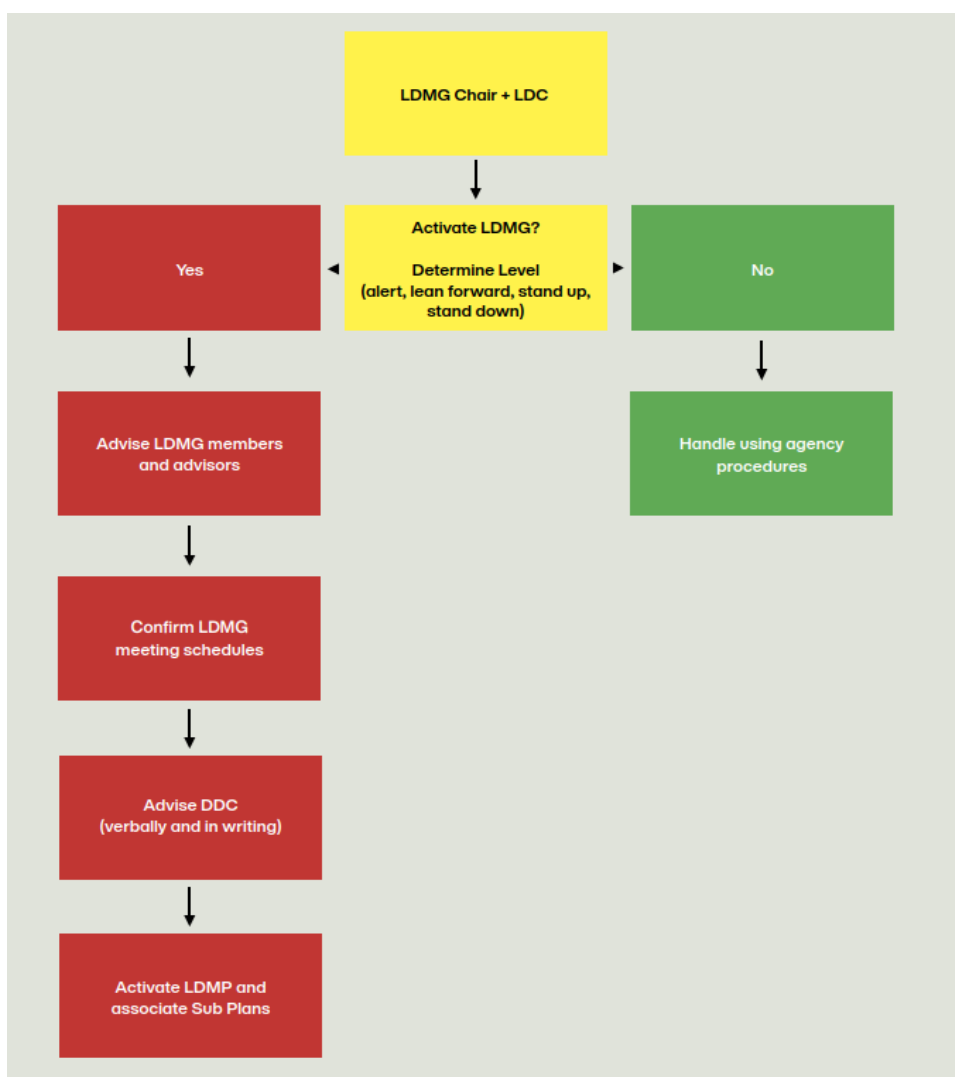 LDMG Chair + LDC
Activate LDMG?
Determine Level
(alert, lean forward, stand up,
stand down)
Yes
No
Advise LDMG members
and advisors
Handle using agency
procedures
Confirm LDMG
meeting schedules
Advise DDC
(verbally and in writing)
Activate LDMP and
associate Sub Plans